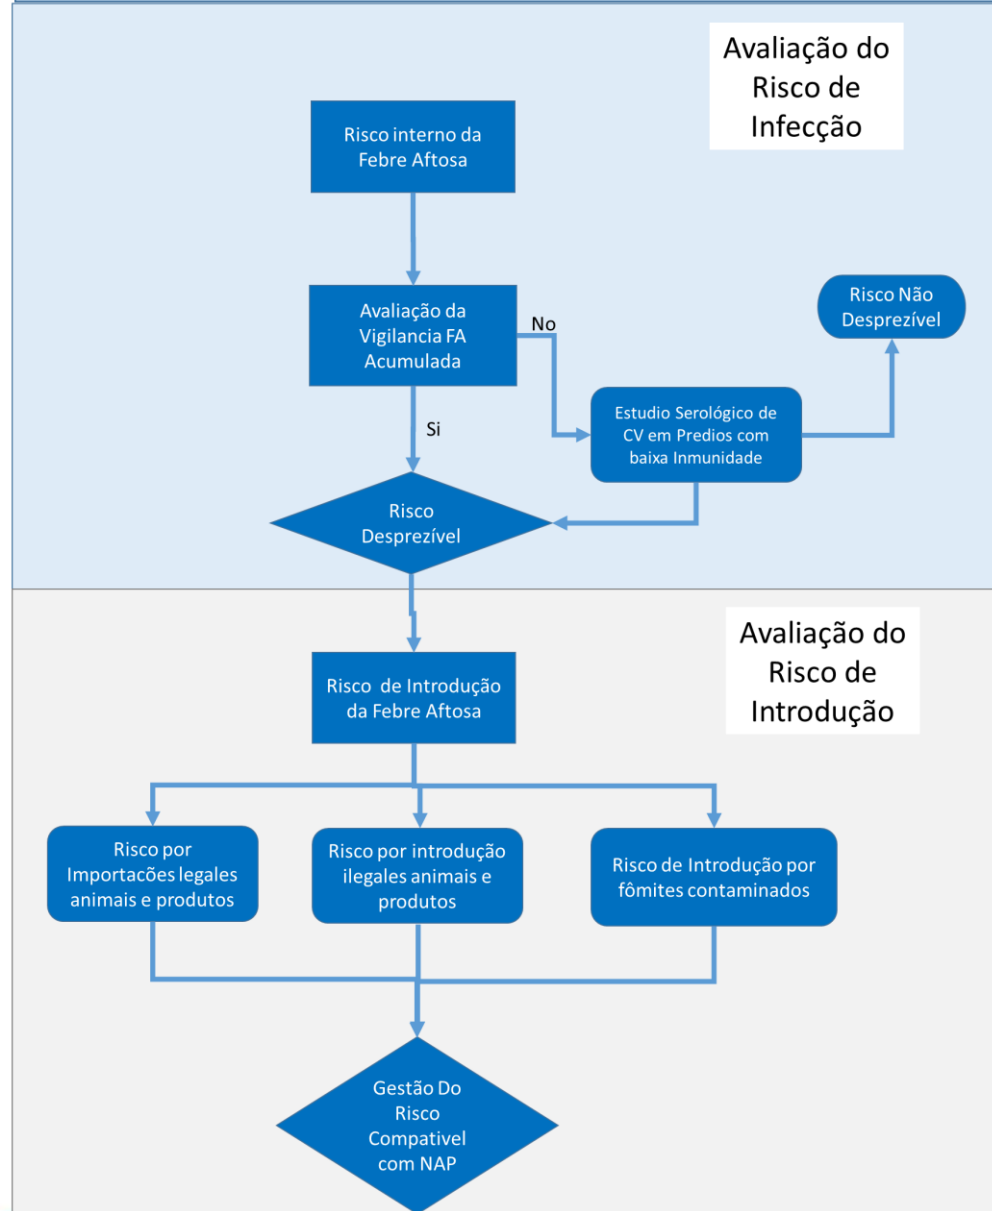 Avaliação do
Risco de
Infecção
Risco interno da
Febre Aftosa
Avaliação da
Vigilancia FA
Acumulada
No
Risco Não
Desprezível
Si
Estudio Serológico de
CV em Predios com
baixa Inmunidade
Risco
Desprezível
Avaliação do
Risco de
Introdução
Risco de Introdução
da Febre Aftosa
Risco por
Importacões legales
animais e produtos
Risco por introdução
ilegales animais e
produtos
Risco de Introdução por
fômites contaminados
Gestão Do
Risco
Compativel
com NAP